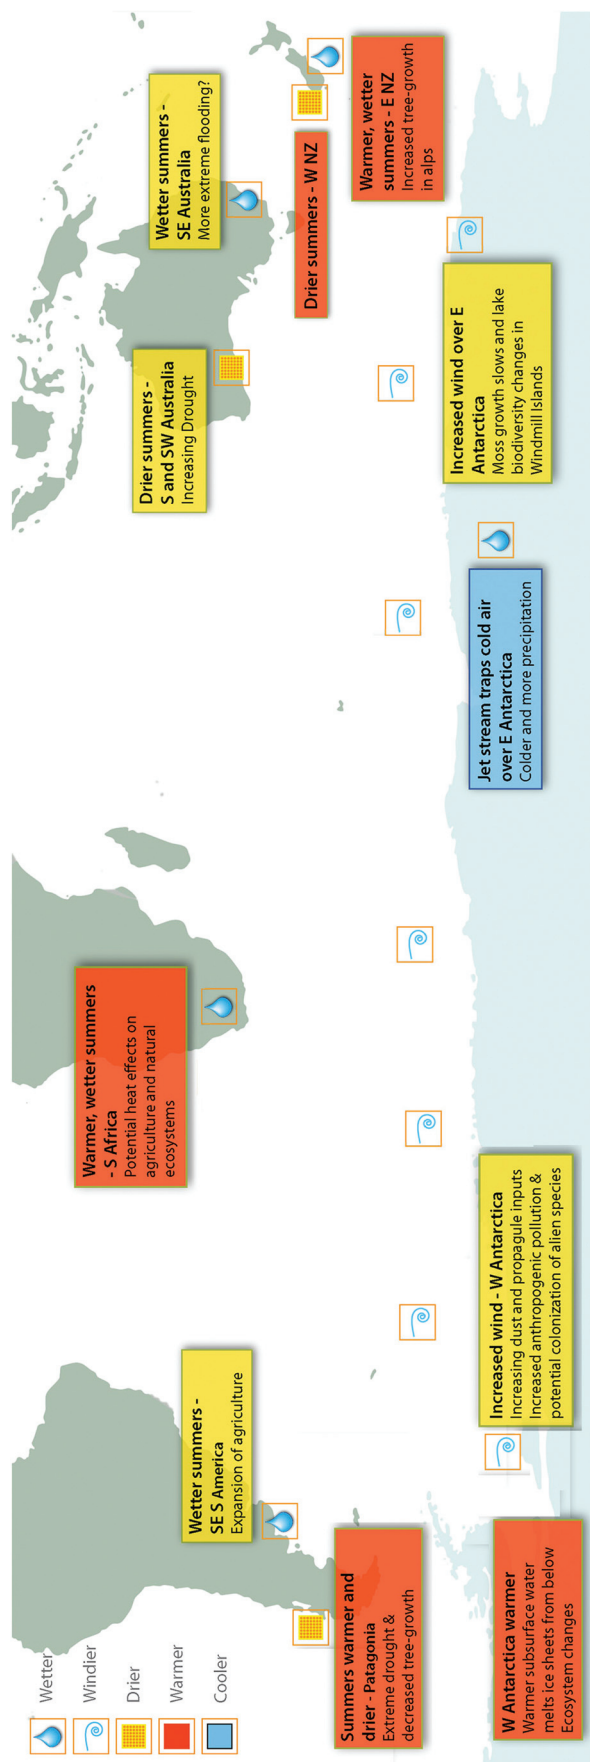 Wetter
Windier
Drier
Warmer
Cooler
Summers warmer and
drier - Patagonia
Extreme drought &
decreased tree-growth
W Antarctica warmer
Warmer subsurface water
melts ice sheets from below
Ecosystem changes
Wetter summers -
SE S America
Expansion of agriculture
Increased wind - W Antarctica
Increasing dust and propagule inputs
Increased anthropogenic pollution &
potential colonization of alien species
Warmer, wetter summers
- S Africa
Potential heat effects on
agriculture and natural
ecosystems
Jet stream traps cold air
over E Antarctica
Colder and more precipitation
Drier summers -
S and SW Australia
Increasing Drought
Increased wind over E
Antarctica
Moss growth slows and lake
biodiversity changes in
Windmill Islands
Wetter summers -
SE Australia
More extreme flooding?
Drier summers - W NZ
Warmer, wetter
summers - E NZ
Increased tree-growth
in alps